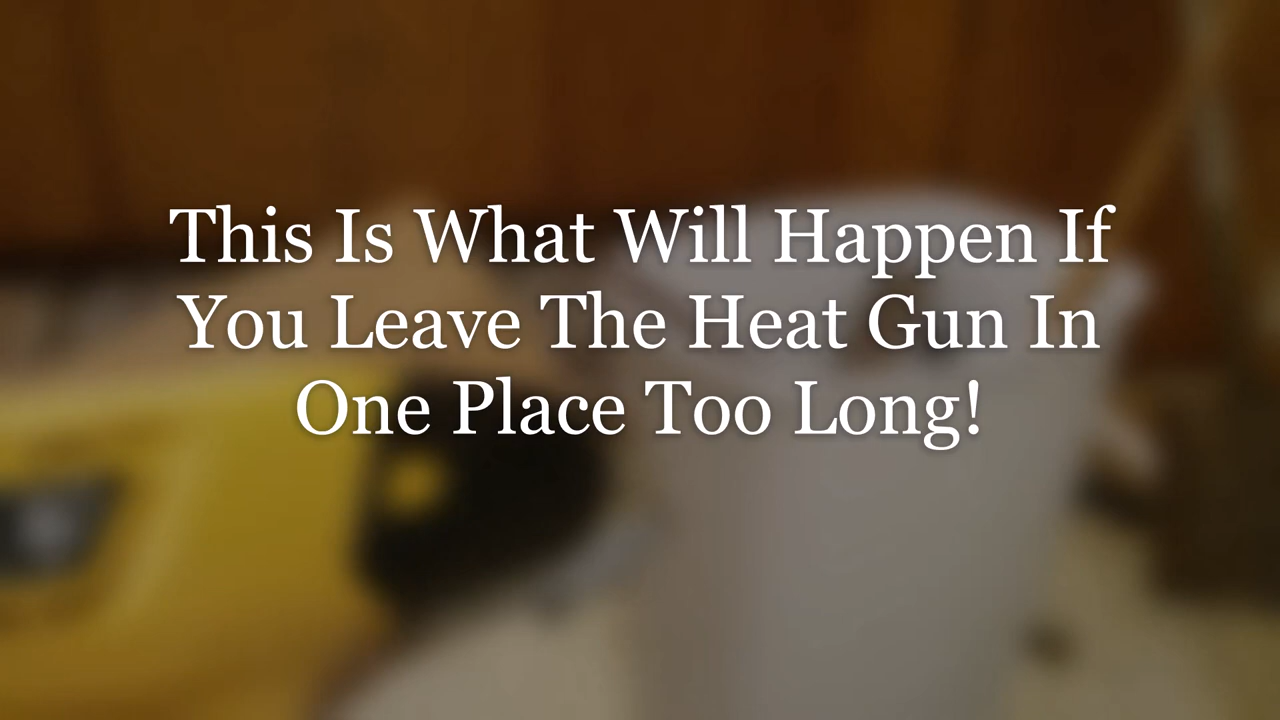 This Is What Will Happen If
You Leave The Heat Gun In
One Place Too Long!